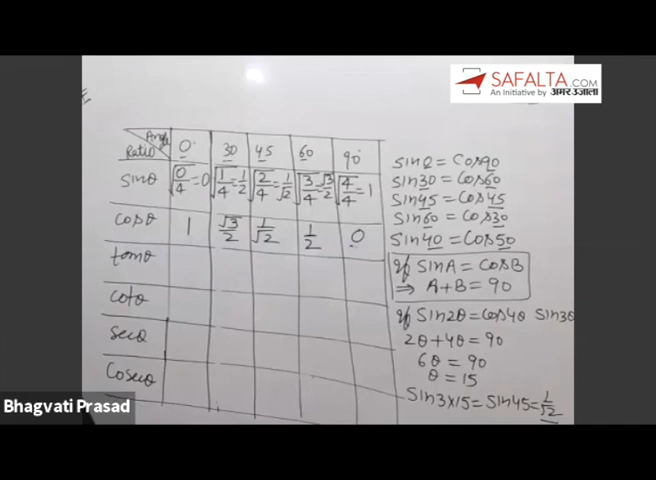 SAFALTA.COM
An Initiative by अमर उजाला
Angle
Ratio
0° 30 45 60 90°
sinθ √0/4=0 √1/4=1/2 √2/4=1/√2 √3/4=√3/2 √4/4=1
cosθ 1 √3/2 1/√2 1/2 0
tanθ
cotθ
secθ
Cosecθ
sin0 = Cos90
sin30 = Cos60
sin45 = Cos45
sin60 = Cos30
sin40 = Cos50
If SinA = CosB
⇒ A+B = 90
If Sin2θ = cos4θ Sin3θ
2θ+4θ = 90
6θ = 90
θ = 15
Sin3×15 = Sin45 = 1/√2
Bhagvati Prasad